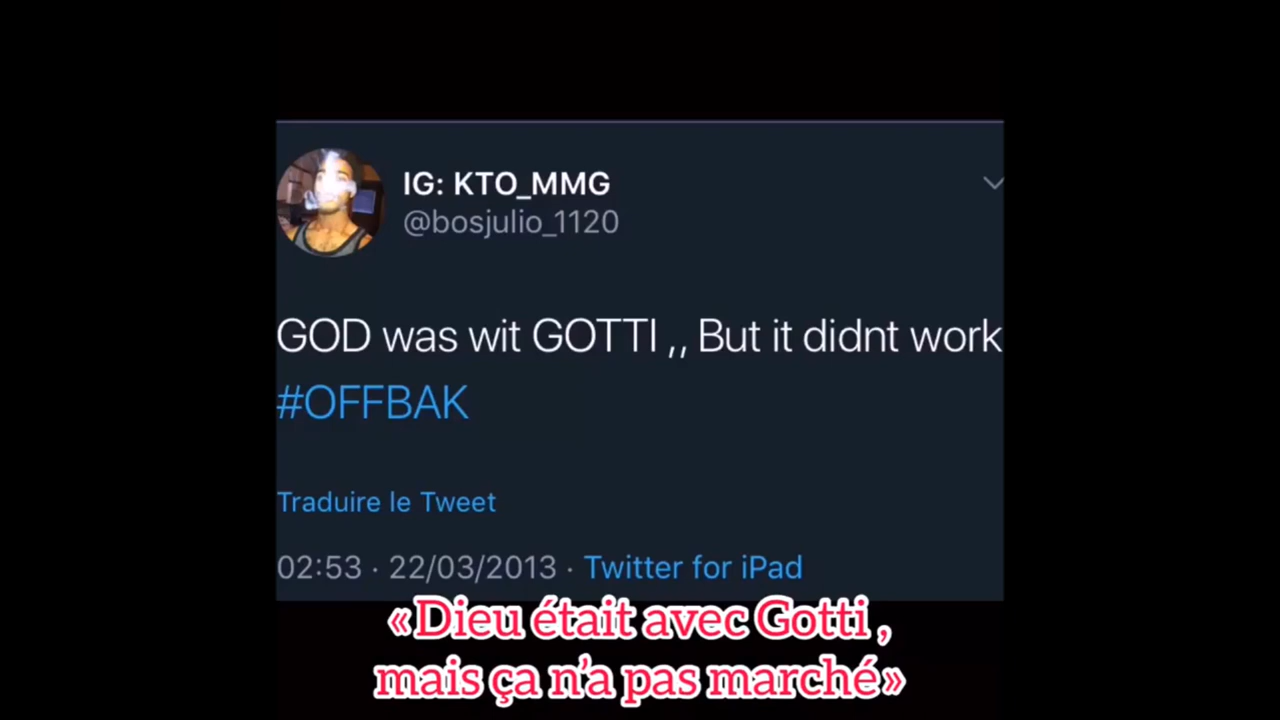 IG: KTO_MMG
@bosjulio_1120
GOD was wit GOTTI ,, But it didnt work
#OFFBAK
Traduire le Tweet
02:53 · 22/03/2013 · Twitter for iPad
«Dieu était avec Gotti ,
mais ça n’a pas marché»